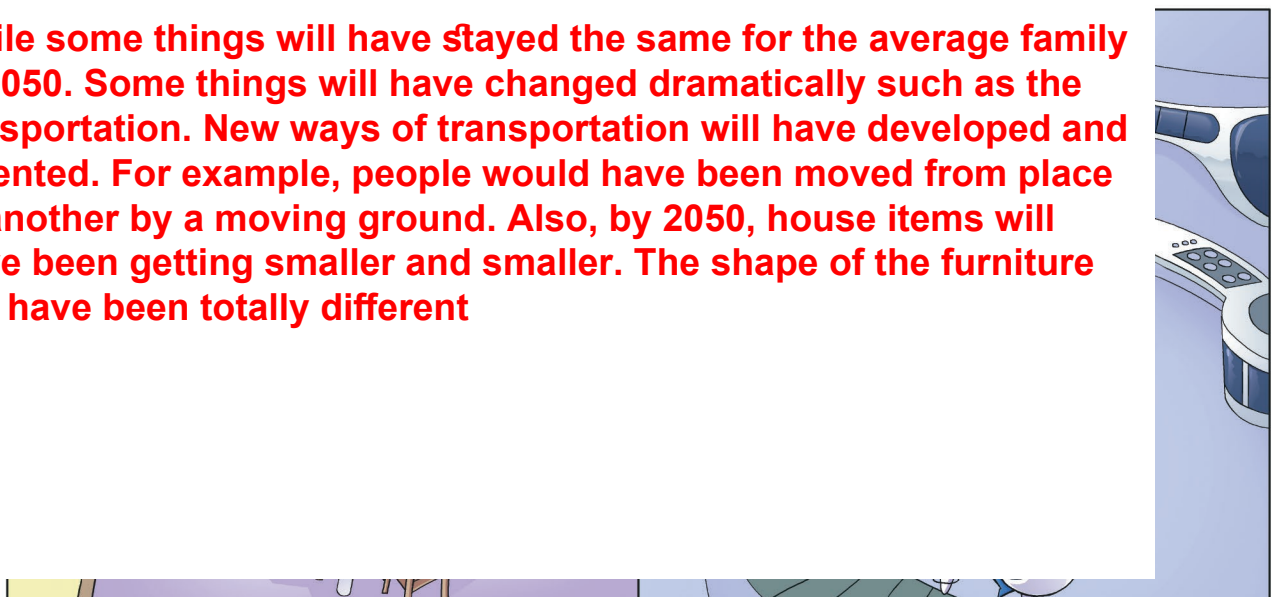 ile some things will have stayed the same for the average family
050. Some things will have changed dramatically such as the
nsportation. New ways of transportation will have developed and
ented. For example, people would have been moved from place
another by a moving ground. Also, by 2050, house items will
e been getting smaller and smaller. The shape of the furniture
have been totally different